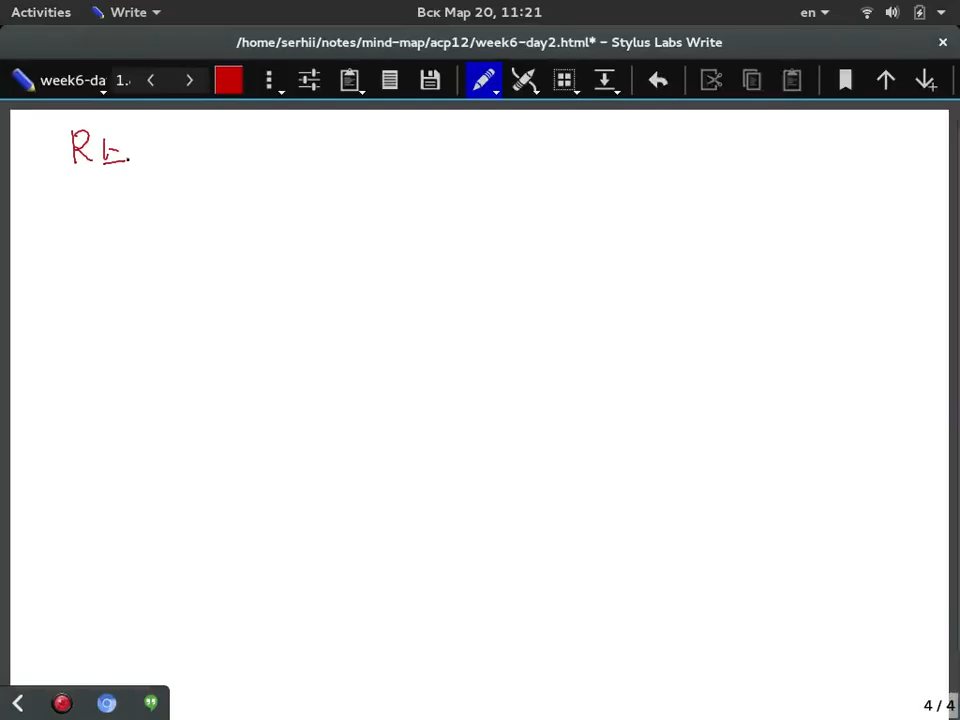 Activities Write Вск Мар 20, 11:21 en
/home/serhii/notes/mind-map/acp12/week6-day2.html* – Stylus Labs Write
week6-da 1.
RE
4 / 4